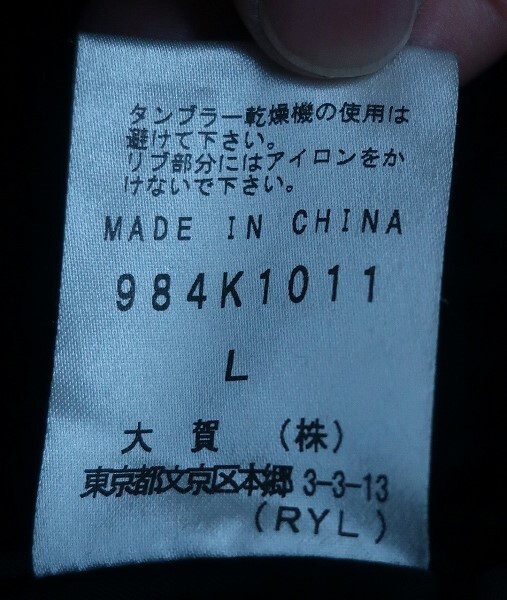 タンブラー乾燥機の使用は
避けて下さい。
リブ部分にはアイロンをか
けないで下さい。
MADE IN CHINA
984K1011
L
大賀 (株)
東京都文京区本郷 3-3-13
(RYL)